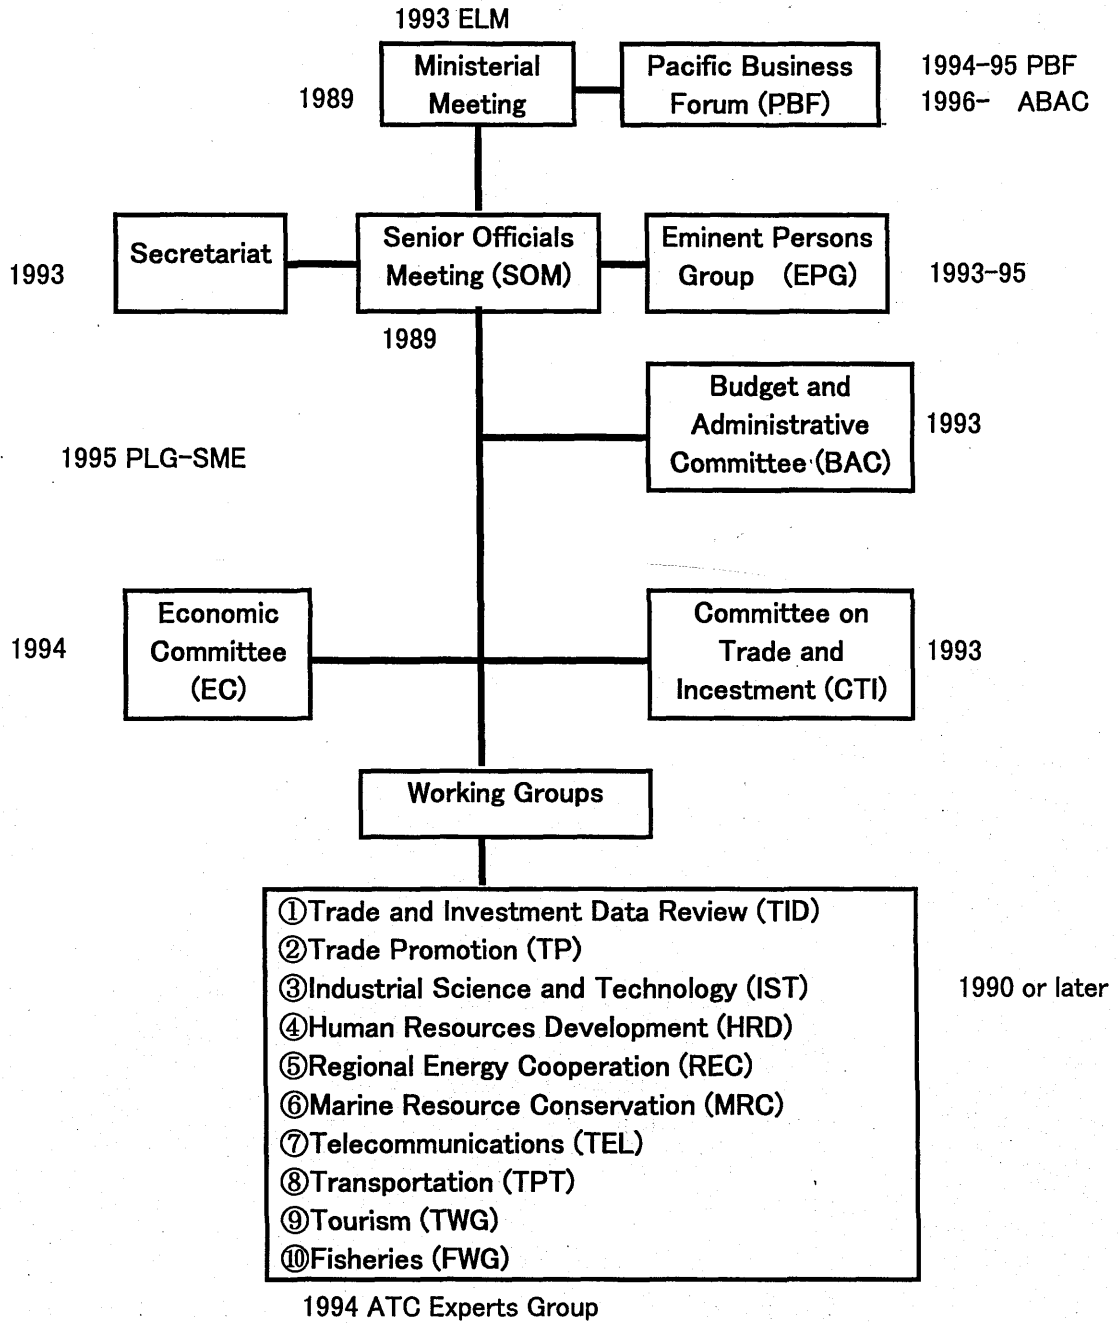 1993 ELM
Ministerial
Meeting
1989
Pacific Business
Forum (PBF)
1994-95 PBF
1996- ABAC
Secretariat
1993
Senior Officials
Meeting (SOM)
1989
Eminent Persons
Group (EPG)
1993-95
Budget and
Administrative
Committee (BAC)
1993
1995 PLG-SME
Economic
Committee
(EC)
1994
Committee on
Trade and
Incestment (CTI)
1993
Working Groups
①Trade and Investment Data Review (TID)
②Trade Promotion (TP)
③Industrial Science and Technology (IST)
④Human Resources Development (HRD)
⑤Regional Energy Cooperation (REC)
⑥Marine Resource Conservation (MRC)
⑦Telecommunications (TEL)
⑧Transportation (TPT)
⑨Tourism (TWG)
⑩Fisheries (FWG)
1990 or later
1994 ATC Experts Group